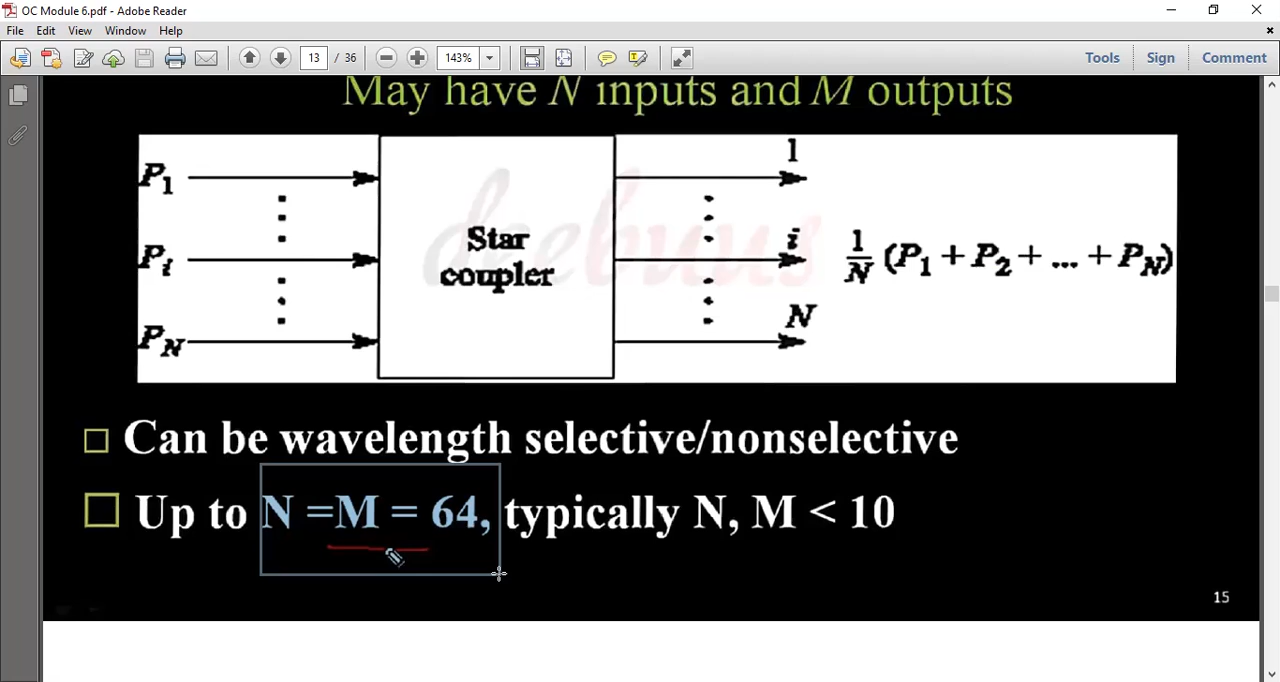 OC Module 6.pdf - Adobe Reader
File Edit View Window Help
13 / 36 143% Tools Sign Comment
May have N inputs and M outputs
P1 1
Pi Star coupler i 1/N (P1 + P2 + ... + PN)
PN N
deebuus
Can be wavelength selective/nonselective
Up to N =M = 64, typically N, M < 10
15